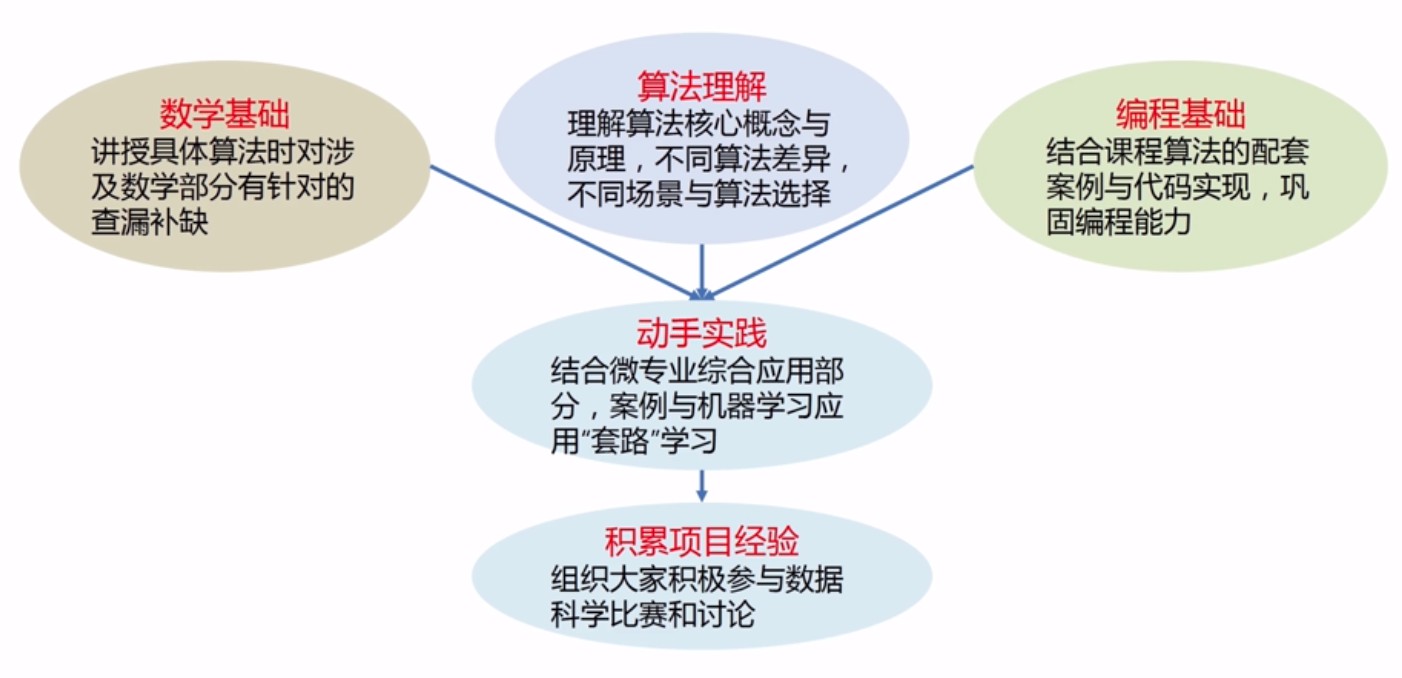 数学基础
讲授具体算法时对涉
及数学部分有针对的
查漏补缺
算法理解
理解算法核心概念与
原理，不同算法差异，
不同场景与算法选择
编程基础
结合课程算法的配套
案例与代码实现，巩
固编程能力
动手实践
结合微专业综合应用部
分，案例与机器学习应
用“套路”学习
积累项目经验
组织大家积极参与数据
科学比赛和讨论